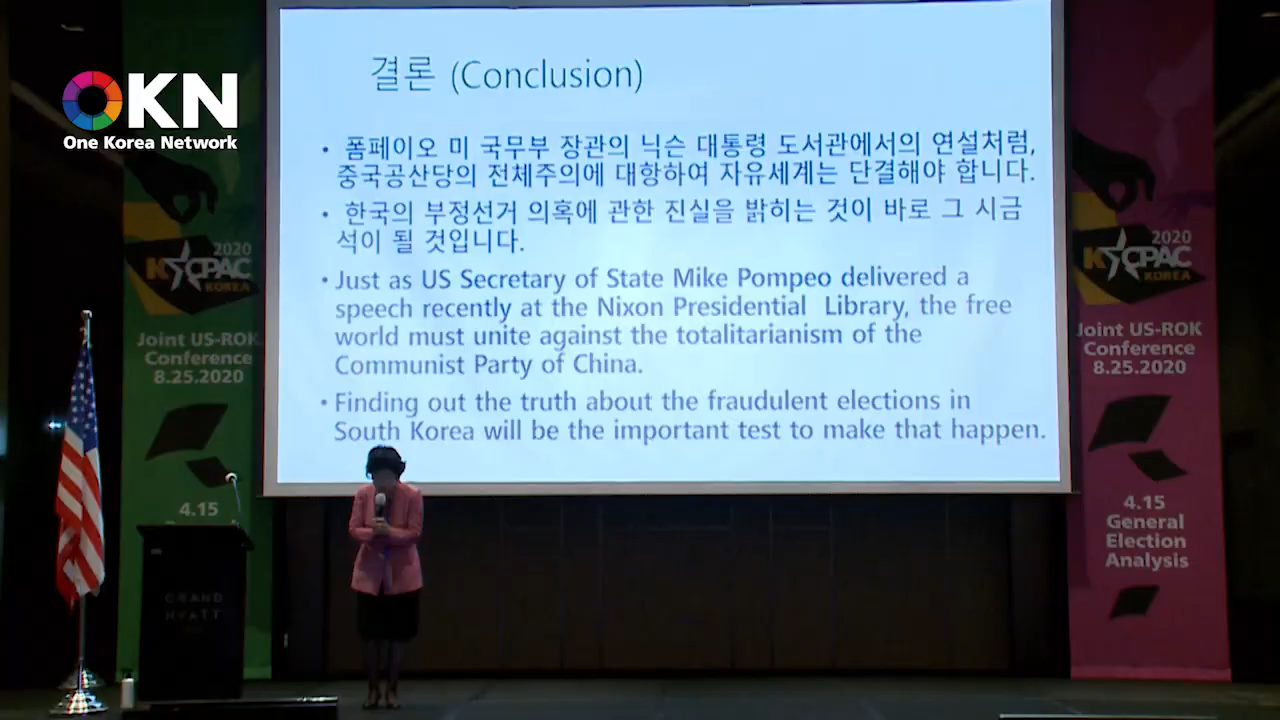 OKN
One Korea Network
결론 (Conclusion)
• 폼페이오 미 국무부 장관의 닉슨 대통령 도서관에서의 연설처럼,
중국공산당의 전체주의에 대항하여 자유세계는 단결해야 합니다.
• 한국의 부정선거 의혹에 관한 진실을 밝히는 것이 바로 그 시금
석이 될 것입니다.
• Just as US Secretary of State Mike Pompeo delivered a
speech recently at the Nixon Presidential Library, the free
world must unite against the totalitarianism of the
Communist Party of China.
• Finding out the truth about the fraudulent elections in
South Korea will be the important test to make that happen.
2020
KCPAC
KOREA
Joint US-ROK
Conference
8.25.2020
4.15
GRAND
HYATT
2020
KCPAC
KOREA
Joint US-ROK
Conference
8.25.2020
4.15
General
Election
Analysis